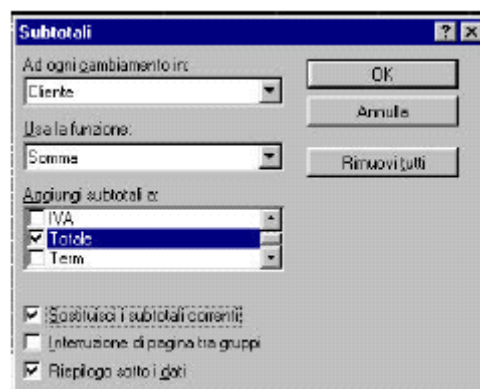 Subtotali
Ad ogni cambiamento in:
Cliente
Usa la funzione:
Somma
Aggiungi subtotali a:
IVA
Totale
Term
Sostituisci i subtotali correnti
Interruzione di pagina tra gruppi
Riepilogo sotto i dati
OK
Annulla
Rimuovi tutti